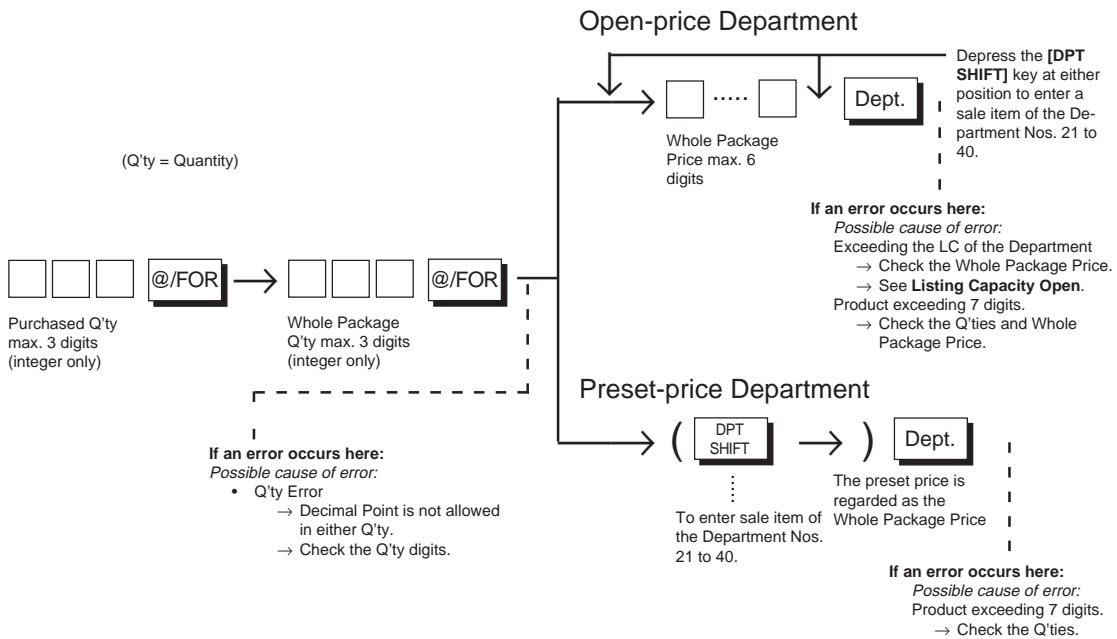 Open-price Department
Depress the [DPT
SHIFT] key at either
position to enter a
sale item of the De-
partment Nos. 21 to
40.
Dept.
Whole Package
Price max. 6
digits
(Q'ty = Quantity)
If an error occurs here:
Possible cause of error:
Exceeding the LC of the Department
→ Check the Whole Package Price.
→ See Listing Capacity Open.
Product exceeding 7 digits.
→ Check the Q'ties and Whole
Package Price.
@/FOR
@/FOR
Purchased Q'ty
max. 3 digits
(integer only)
Whole Package
Q'ty max. 3 digits
(integer only)
If an error occurs here:
Possible cause of error:
• Q'ty Error
→ Decimal Point is not allowed
in either Q'ty.
→ Check the Q'ty digits.
Preset-price Department
( DPT
SHIFT
) Dept.
To enter sale item of
the Department Nos.
21 to 40.
The preset price is
regarded as the
Whole Package Price
If an error occurs here:
Possible cause of error:
Product exceeding 7 digits.
→ Check the Q'ties.